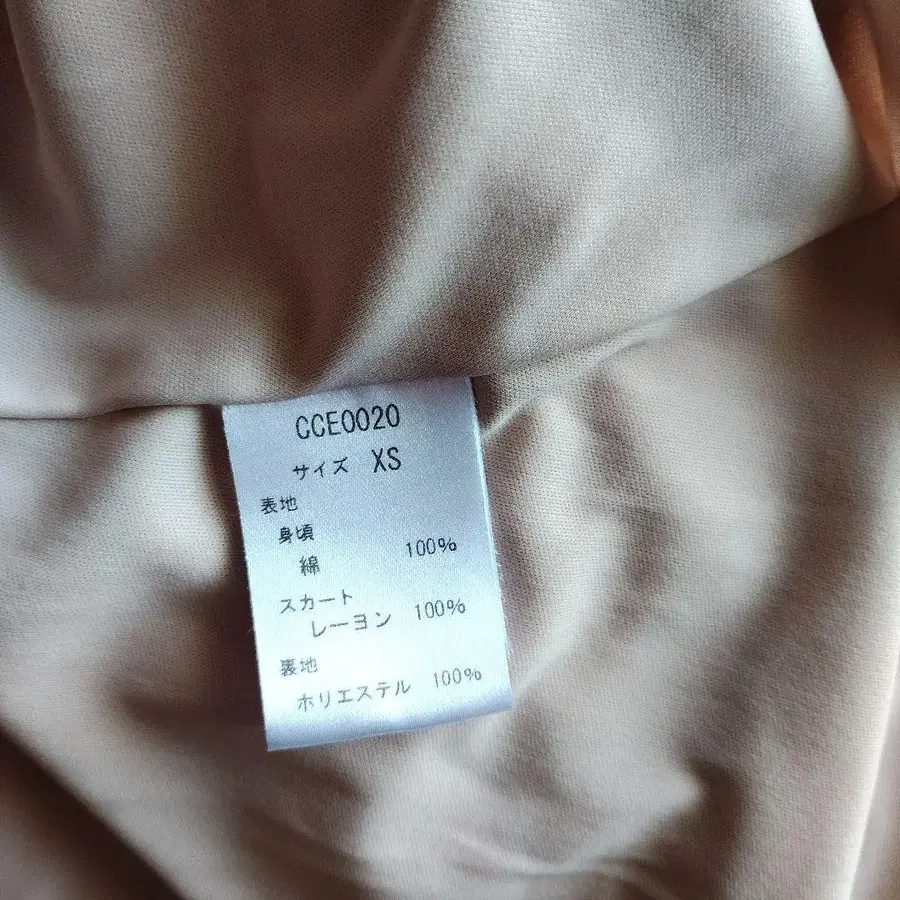 CCE0020
サイズ XS
表地
身頃
綿 100%
スカート
レーヨン 100%
裏地
ポリエステル 100%